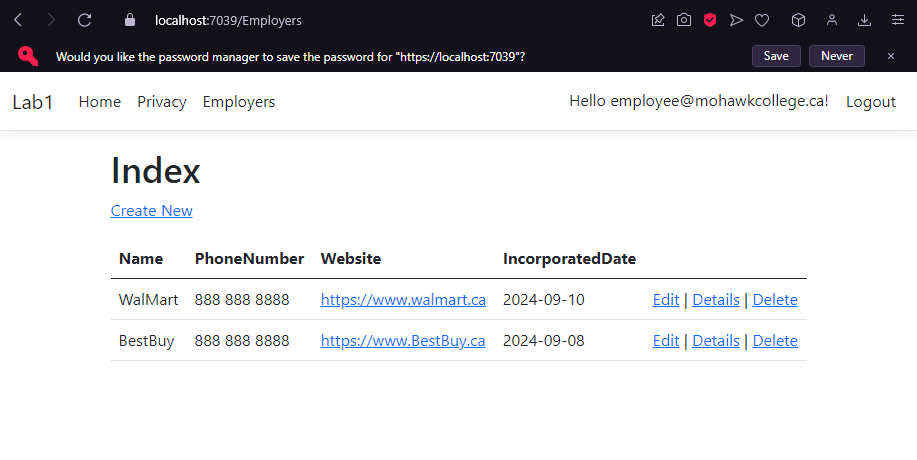 localhost:7039/Employers
Would you like the password manager to save the password for "https://localhost:7039"? Save Never
Lab1 Home Privacy Employers Hello employee@mohawkcollege.ca! Logout
Index
Create New
Name PhoneNumber Website IncorporatedDate
WalMart 888 888 8888 https://www.walmart.ca 2024-09-10 Edit | Details | Delete
BestBuy 888 888 8888 https://www.BestBuy.ca 2024-09-08 Edit | Details | Delete